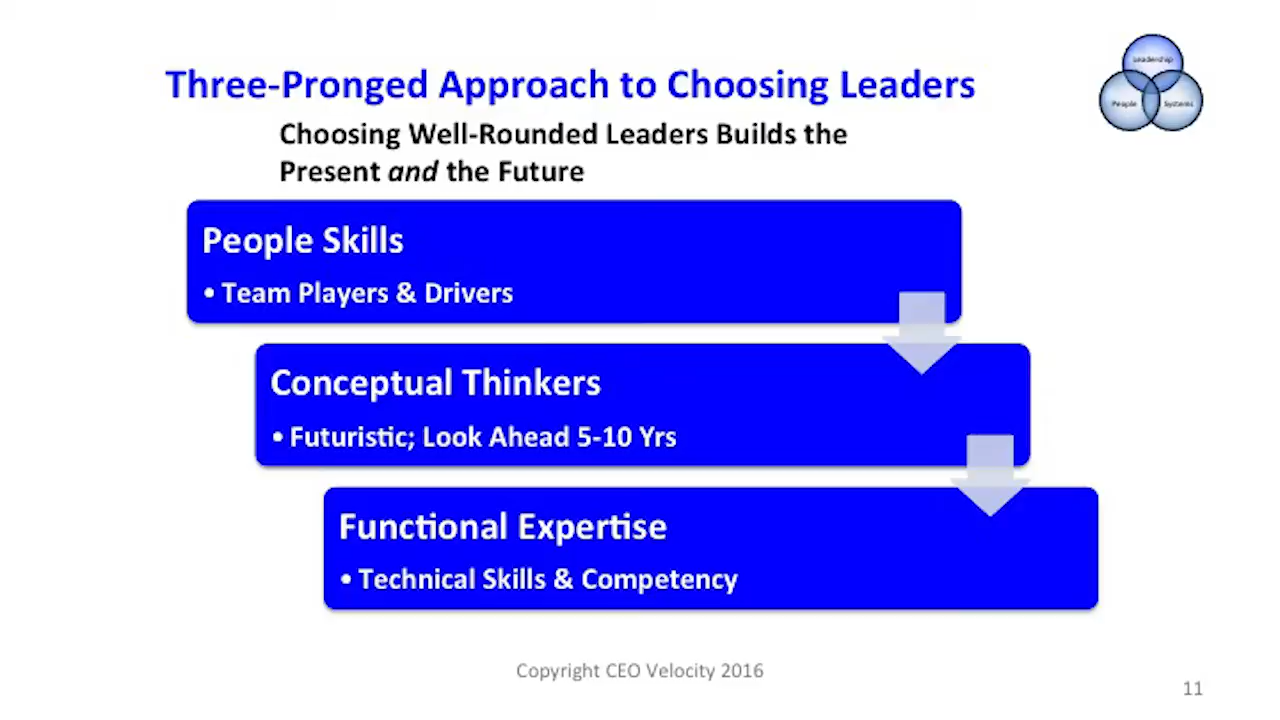 Three-Pronged Approach to Choosing Leaders
Leadership
People
Systems
Choosing Well-Rounded Leaders Builds the
Present and the Future
People Skills
• Team Players & Drivers
Conceptual Thinkers
• Futuristic; Look Ahead 5-10 Yrs
Functional Expertise
• Technical Skills & Competency
Copyright CEO Velocity 2016
11